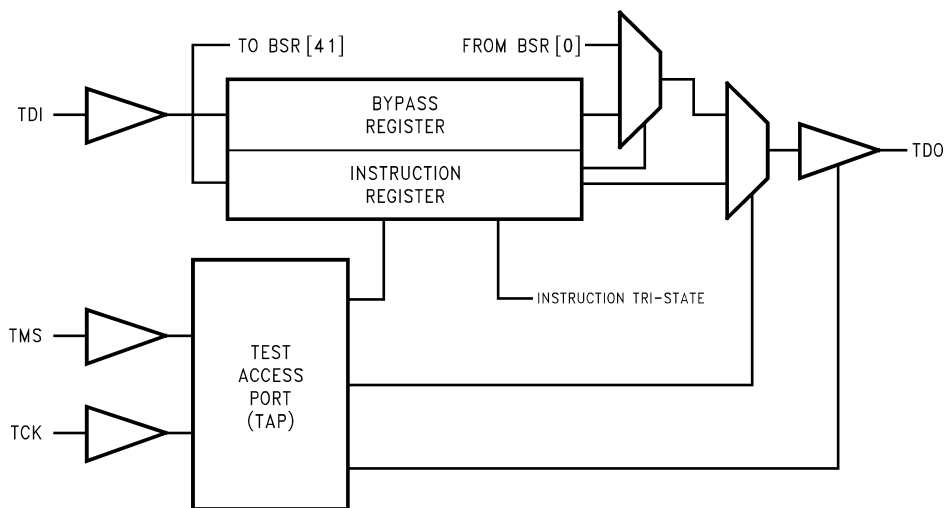 TO BSR [41]
FROM BSR [0]
TDI
BYPASS
REGISTER
INSTRUCTION
REGISTER
TDO
INSTRUCTION TRI-STATE
TMS
TEST
ACCESS
PORT
(TAP)
TCK